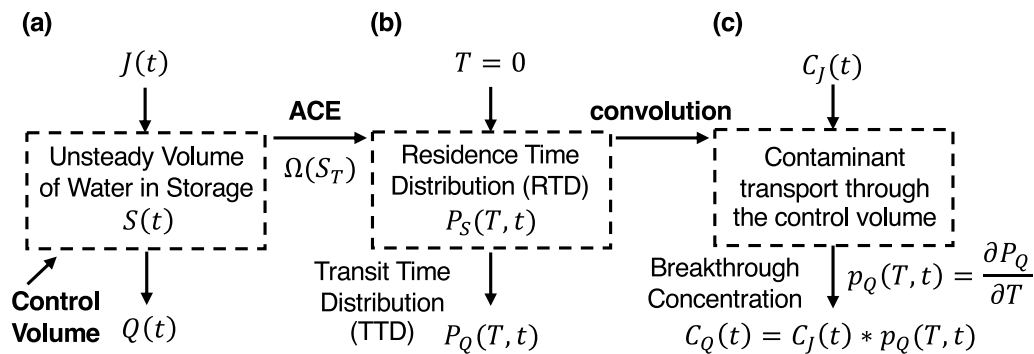 (a)
J(t)
Unsteady Volume
of Water in Storage
S(t)
Control
Volume
Q(t)
ACE
Ω(S_T)
(b)
T = 0
Residence Time
Distribution (RTD)
P_S(T, t)
Transit Time
Distribution
(TTD)
P_Q(T, t)
convolution
(c)
C_J(t)
Contaminant
transport through
the control volume
Breakthrough
Concentration
p_Q(T, t) = ∂P_Q/∂T
C_Q(t) = C_J(t) ∗ p_Q(T, t)